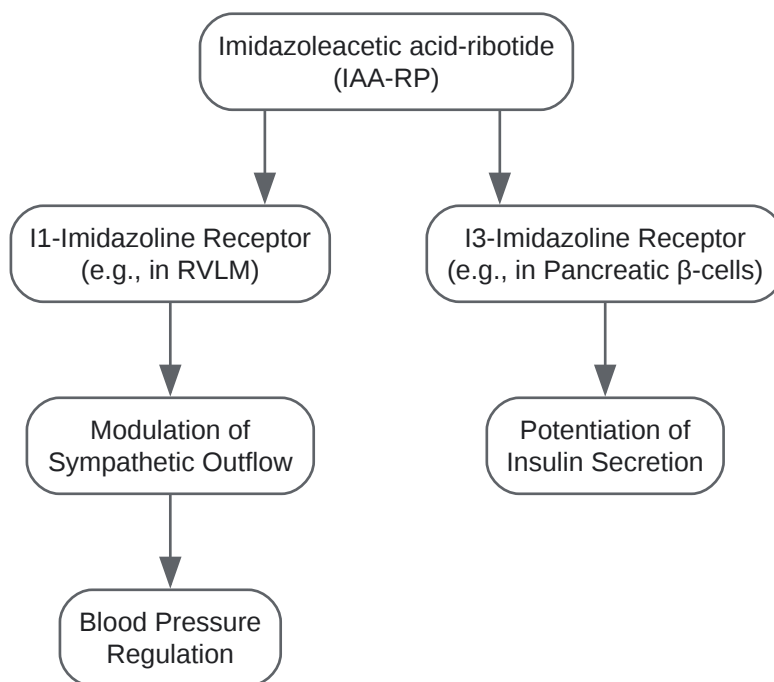 Imidazoleacetic acid-ribotide
(IAA-RP)
I1-Imidazoline Receptor
(e.g., in RVLM)
I3-Imidazoline Receptor
(e.g., in Pancreatic β-cells)
Modulation of
Sympathetic Outflow
Potentiation of
Insulin Secretion
Blood Pressure
Regulation